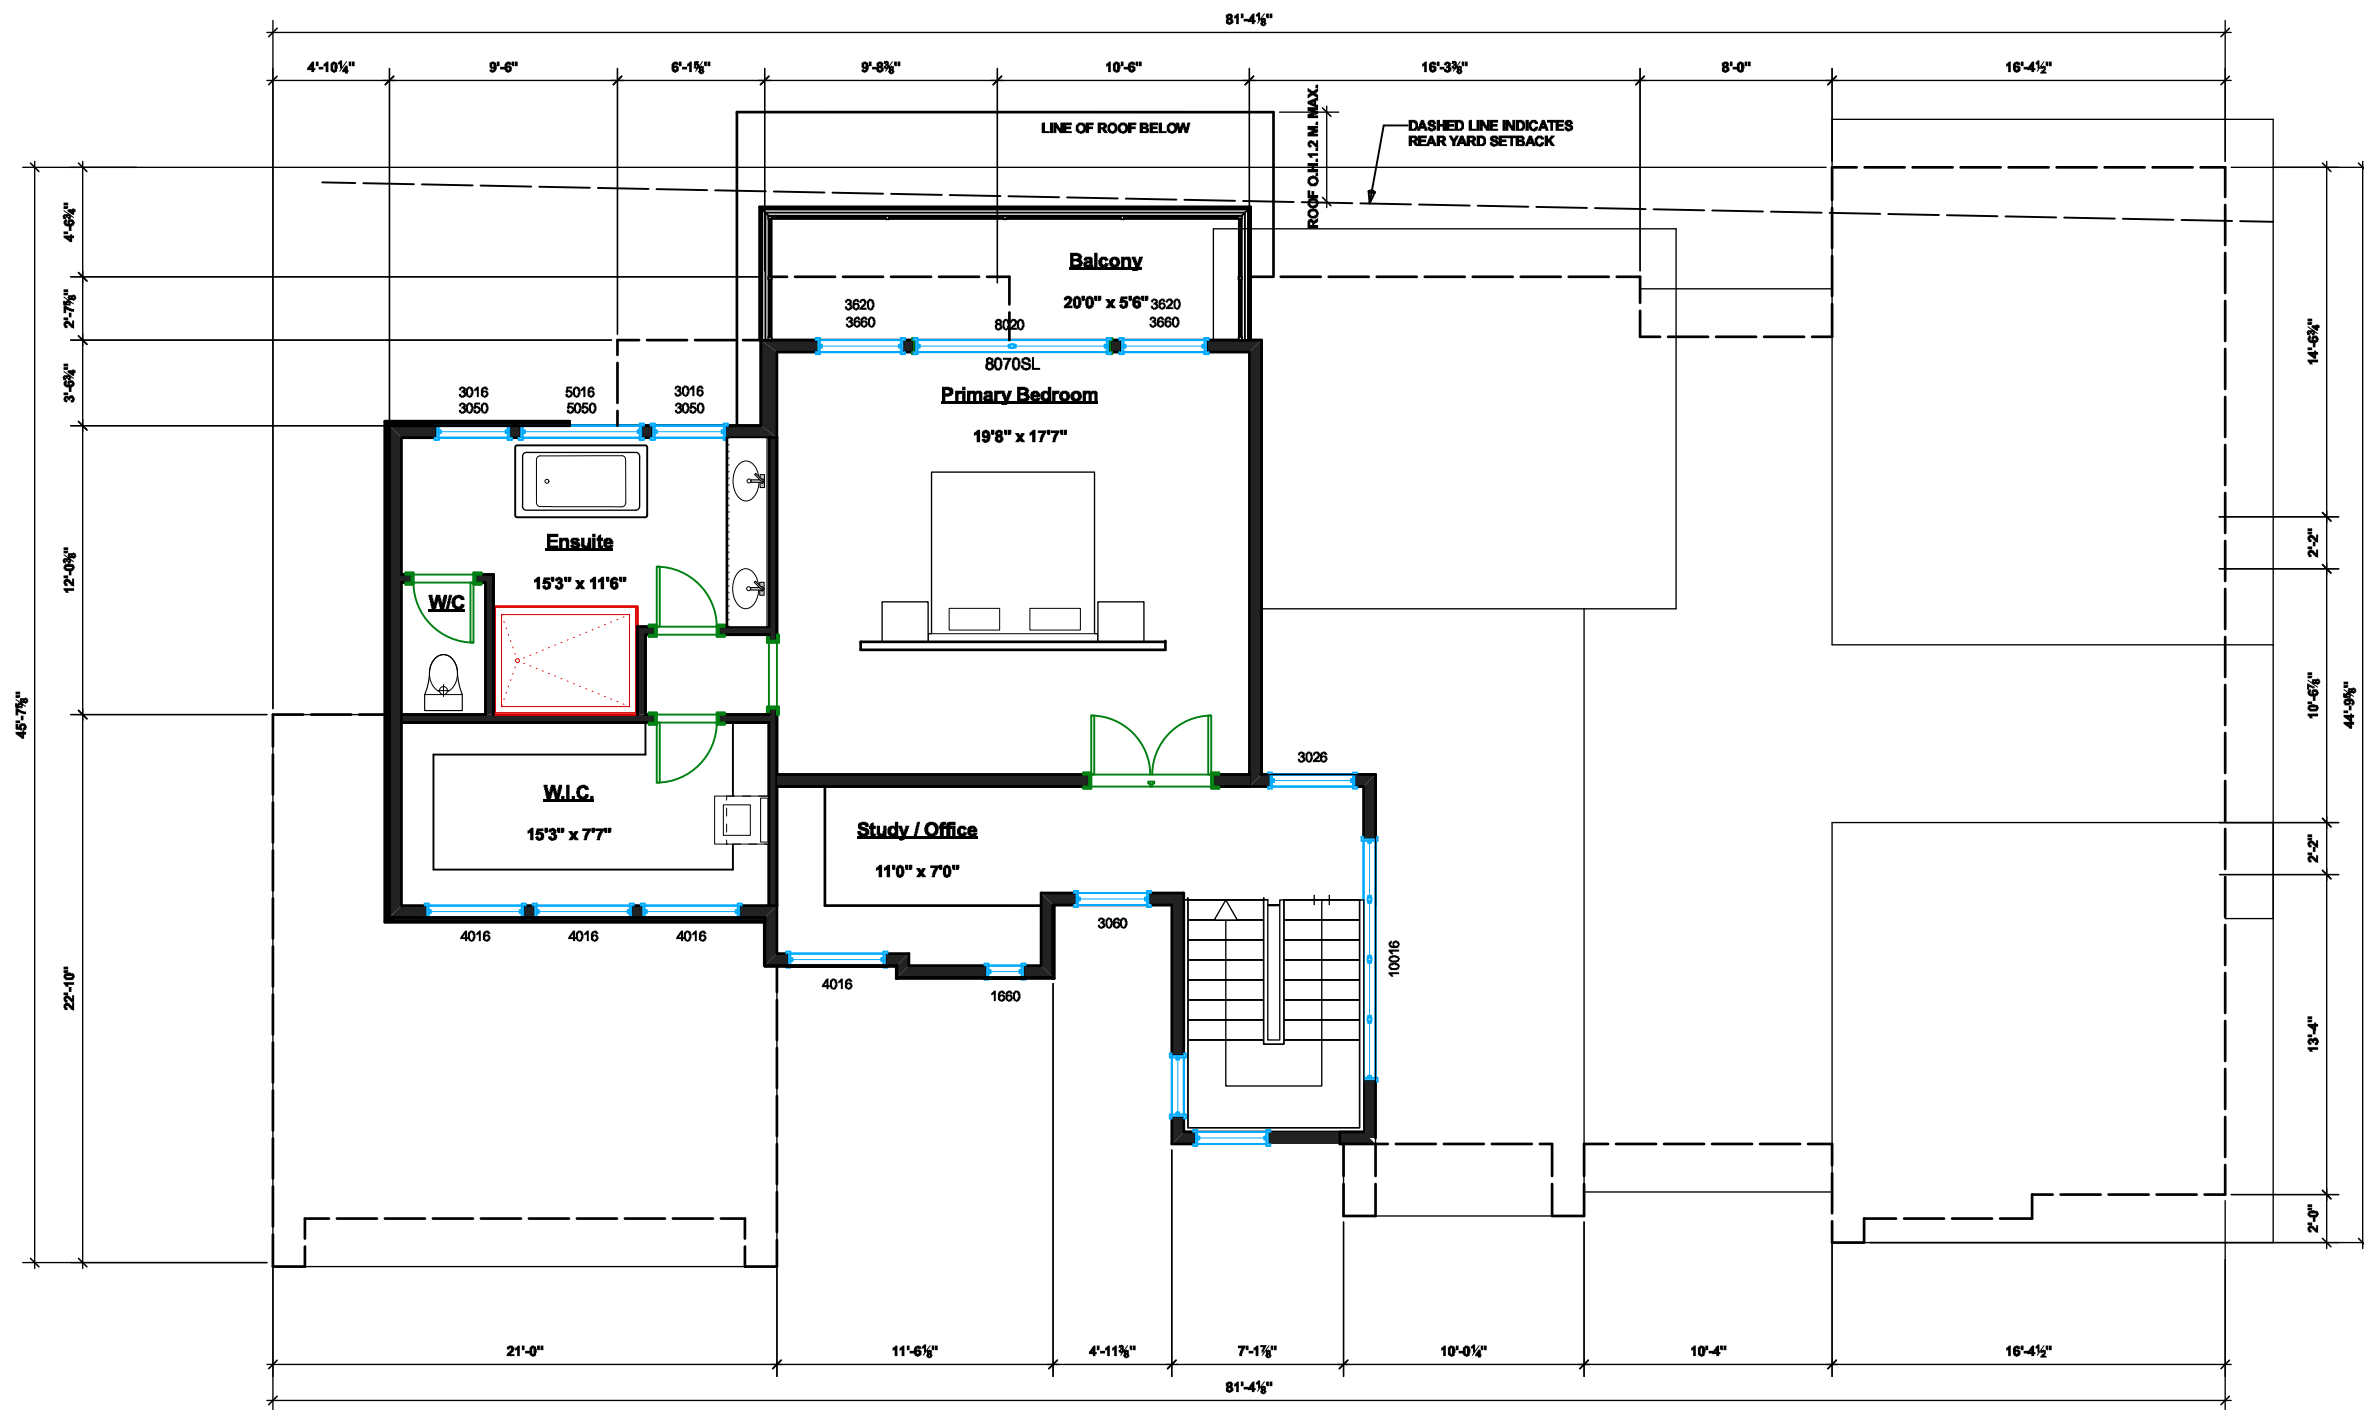 81'-4⅛"
4'-10¼" 9'-6" 6'-1⅝" 9'-8⅜" 10'-6" 16'-3⅜" 8'-0" 16'-4½"
LINE OF ROOF BELOW
ROOF O.H.1.2 M. MAX.
DASHED LINE INDICATES
REAR YARD SETBACK
4'-6¾"
2'-7⅞"
3'-6¾"
12'-0⅜"
22'-10"
45'-7⅝"
Balcony
20'0" x 5'6"
3620
3660
8020
3620
3660
8070SL
Primary Bedroom
19'8" x 17'7"
3016
3050
5016
5050
3016
3050
Ensuite
15'3" x 11'6"
W/C
W.I.C.
15'3" x 7'7"
Study / Office
11'0" x 7'0"
3026
4016 4016 4016
4016
1660
3060
10016
14'-6¾"
2'-2"
10'-6⅞"
2'-2"
13'-4"
2'-0"
44'-9⅝"
21'-0" 11'-6⅛" 4'-11⅜" 7'-1⅞" 10'-0¼" 10'-4" 16'-4½"
81'-4⅛"